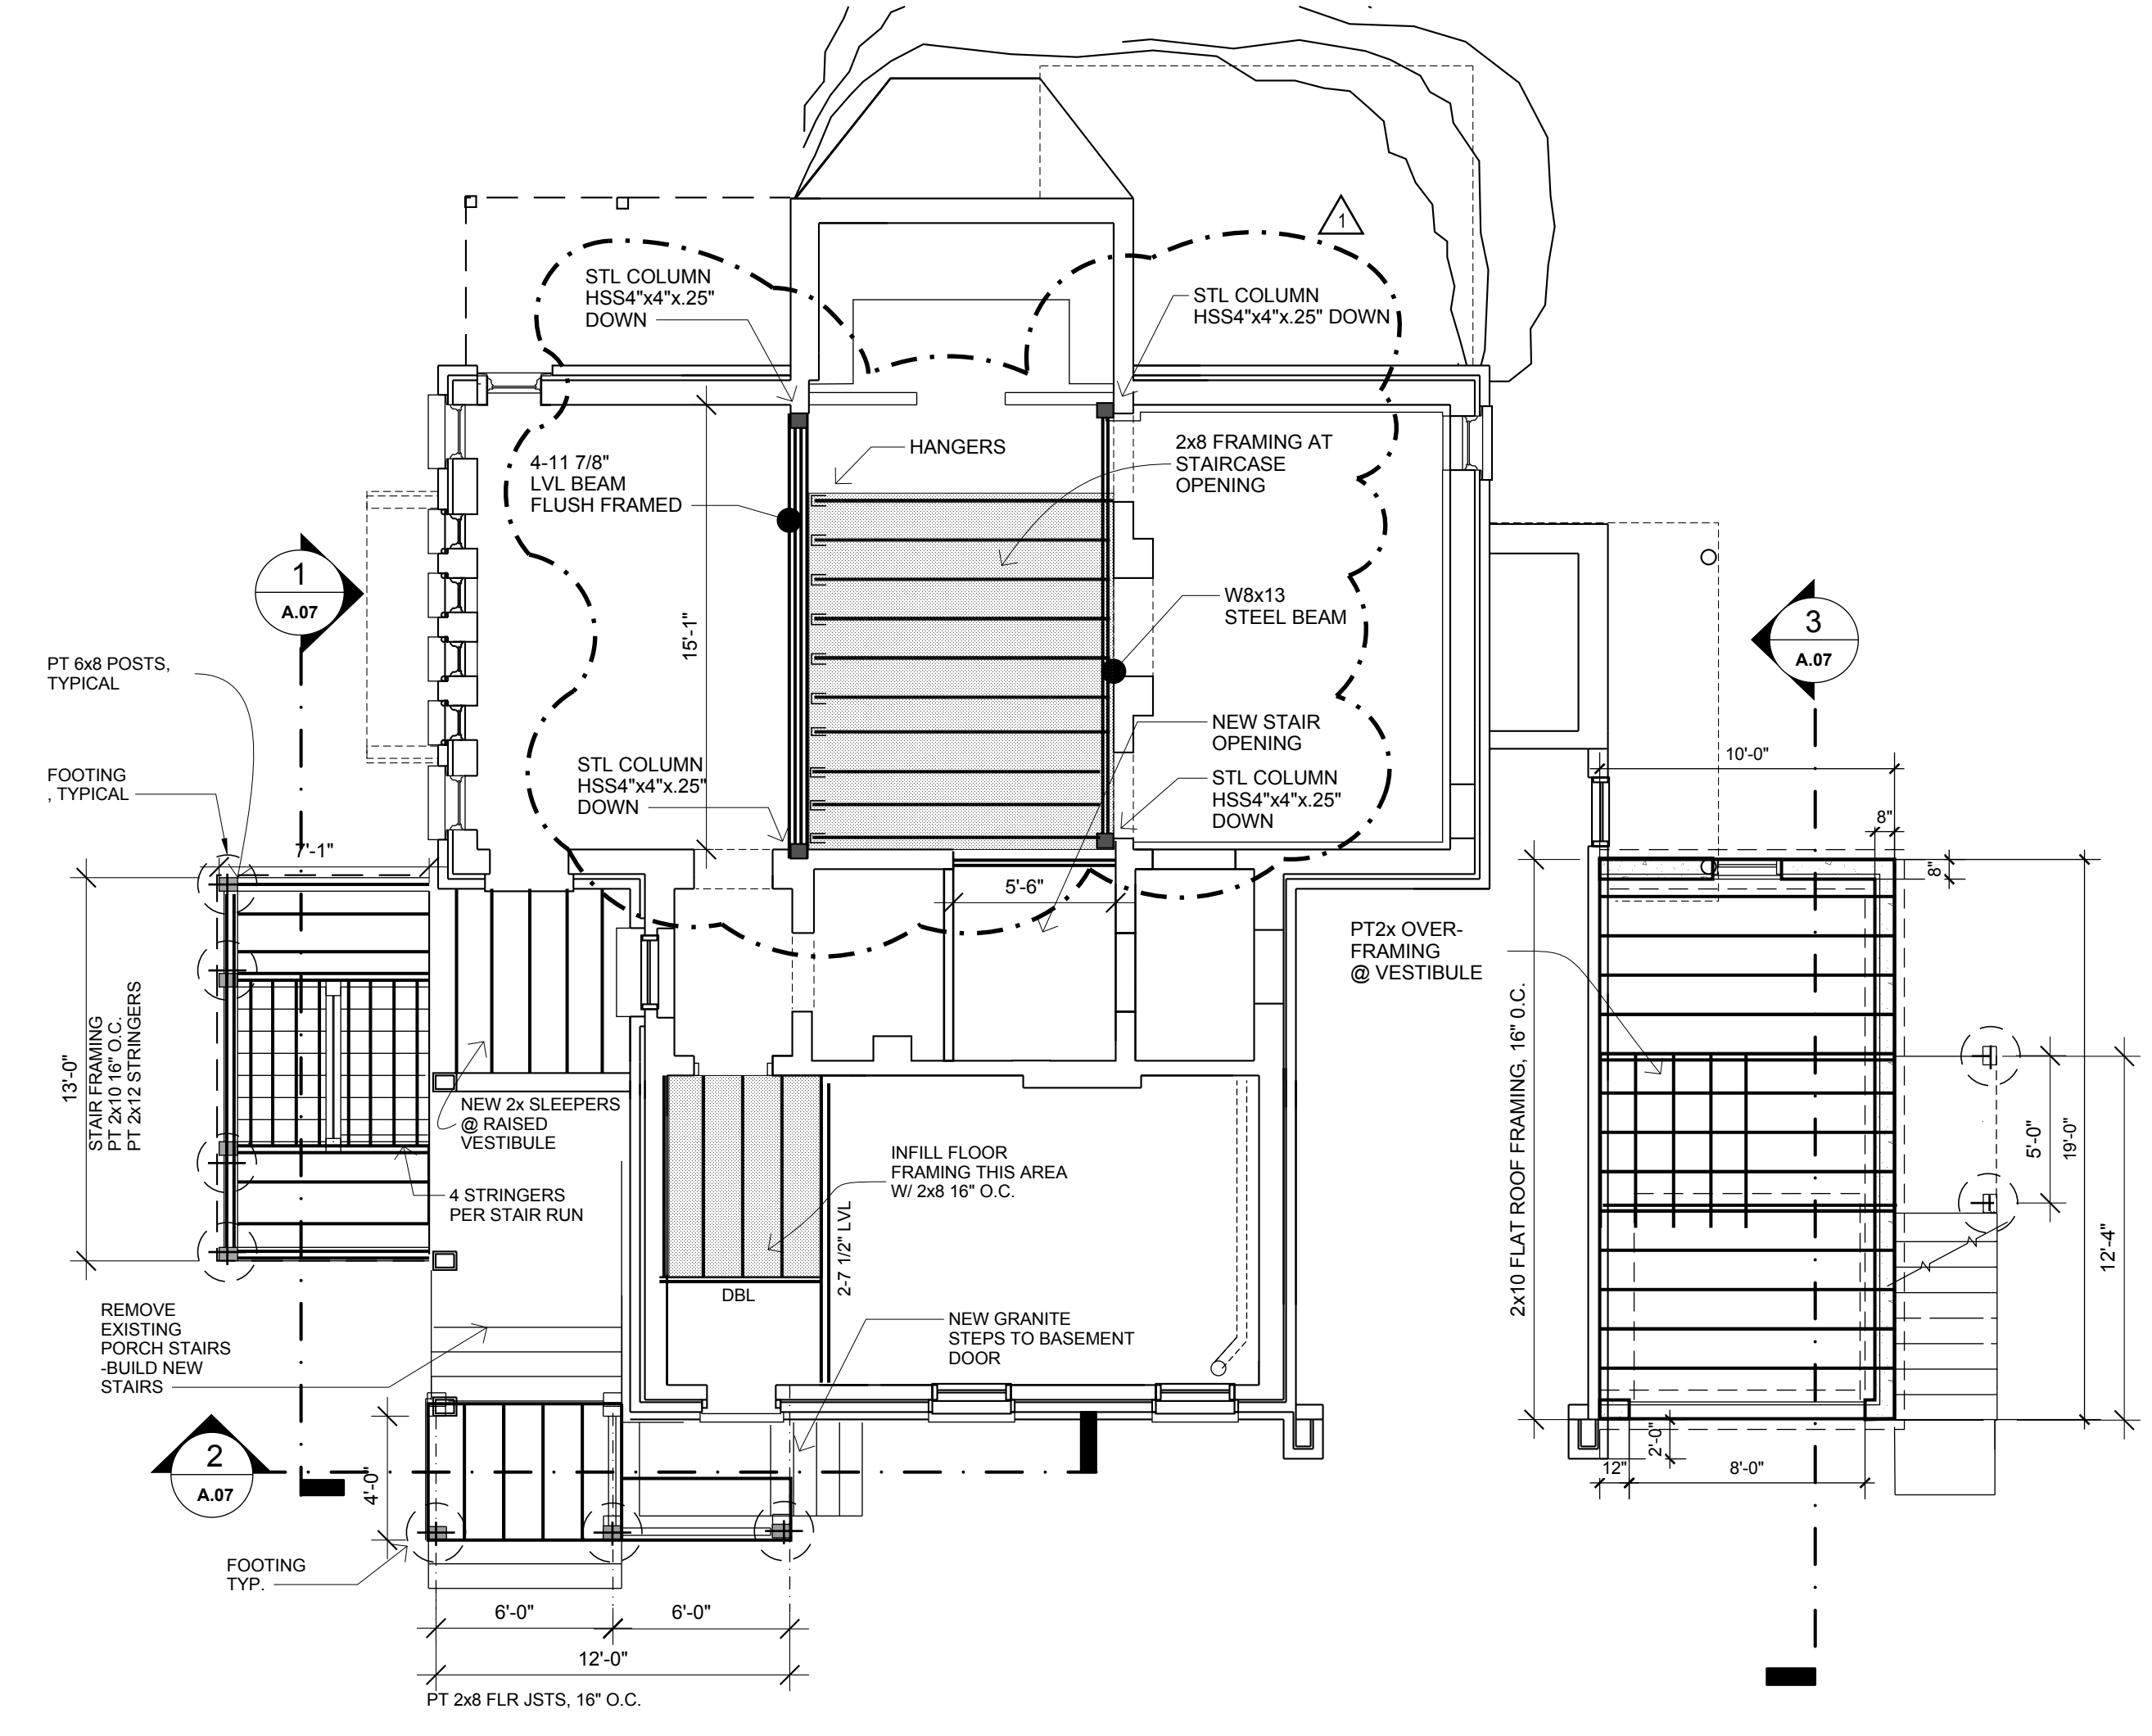 1
STL COLUMN
HSS4"x4"x.25"
DOWN
STL COLUMN
HSS4"x4"x.25" DOWN
HANGERS
2x8 FRAMING AT
STAIRCASE
OPENING
4-11 7/8"
LVL BEAM
FLUSH FRAMED
1
A.07
15'-1"
W8x13
STEEL BEAM
3
A.07
PT 6x8 POSTS,
TYPICAL
NEW STAIR
OPENING
FOOTING
, TYPICAL
STL COLUMN
HSS4"x4"x.25"
DOWN
STL COLUMN
HSS4"x4"x.25"
DOWN
10'-0"
8"
7'-1"
8"
5'-6"
PT2x OVER-
FRAMING
@ VESTIBULE
13'-0"
STAIR FRAMING
PT 2x10 16" O.C.
PT 2x12 STRINGERS
2x10 FLAT ROOF FRAMING, 16" O.C.
5'-0"
19'-0"
12'-4"
NEW 2x SLEEPERS
@ RAISED
VESTIBULE
INFILL FLOOR
FRAMING THIS AREA
W/ 2x8 16" O.C.
4 STRINGERS
PER STAIR RUN
2-7 1/2" LVL
DBL
REMOVE
EXISTING
PORCH STAIRS
-BUILD NEW
STAIRS
NEW GRANITE
STEPS TO BASEMENT
DOOR
2
A.07
4'-0"
2'-0"
12"
8'-0"
FOOTING
TYP.
6'-0"
6'-0"
12'-0"
PT 2x8 FLR JSTS, 16" O.C.